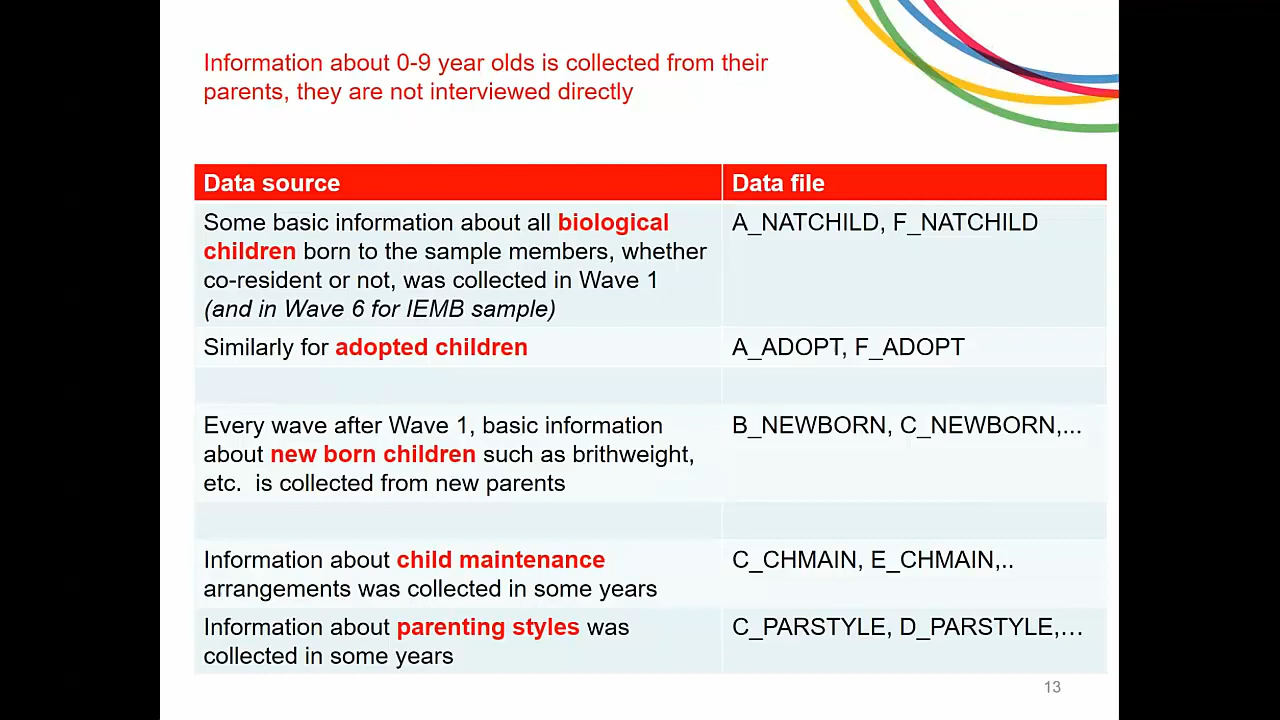 Information about 0-9 year olds is collected from their
parents, they are not interviewed directly
Data source
Data file
Some basic information about all biological
children born to the sample members, whether
co-resident or not, was collected in Wave 1
(and in Wave 6 for IEMB sample)
A_NATCHILD, F_NATCHILD
Similarly for adopted children
A_ADOPT, F_ADOPT
Every wave after Wave 1, basic information
about new born children such as brithweight,
etc.  is collected from new parents
B_NEWBORN, C_NEWBORN,...
Information about child maintenance
arrangements was collected in some years
C_CHMAIN, E_CHMAIN,..
Information about parenting styles was
collected in some years
C_PARSTYLE, D_PARSTYLE,...
13